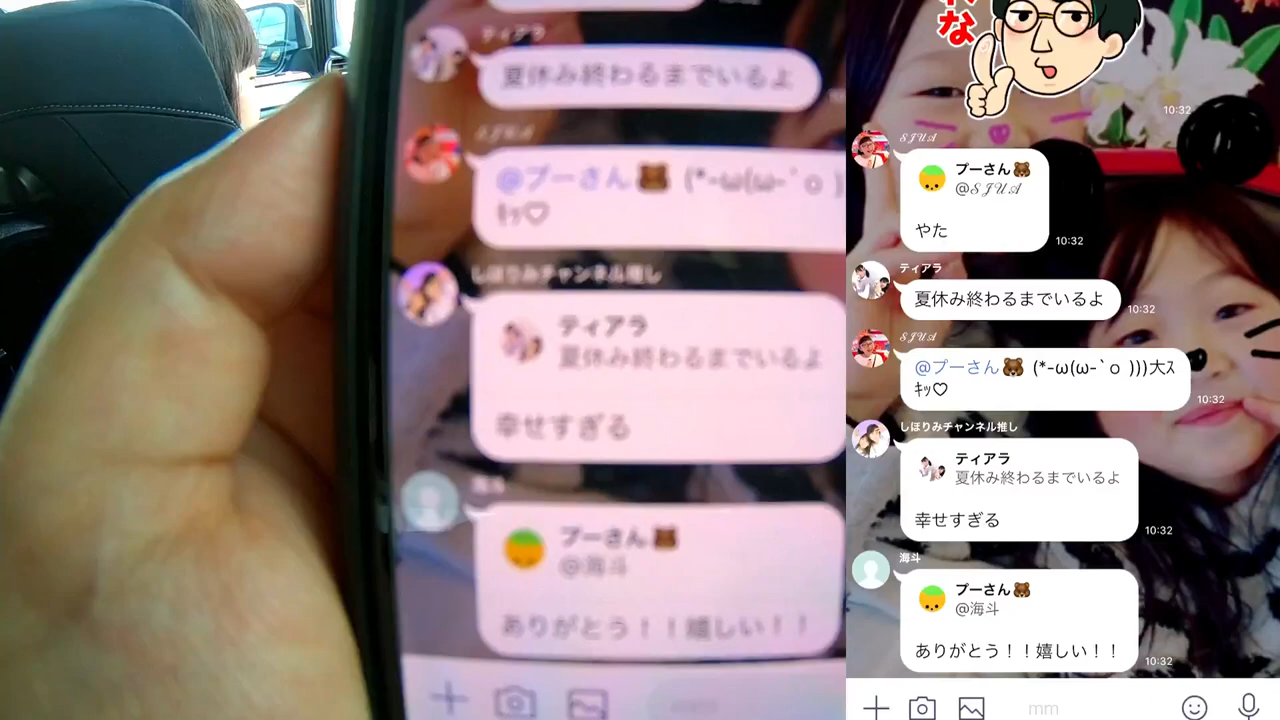 ティアラ
夏休み終わるまでいるよ
SJUA
@プーさん🐻 (*-ω(ω-`o )
ｷｯ♡
しほりみチャンネル推し
ティアラ
夏休み終わるまでいるよ
幸せすぎる
海斗
プーさん🐻
@海斗
ありがとう！！嬉しい！！
な
10:32
SJUA
プーさん🐻
@SJUA
やた
10:32
ティアラ
夏休み終わるまでいるよ
10:32
SJUA
@プーさん🐻 (*-ω(ω-`o )))大ｽ
ｷｯ♡
10:32
しほりみチャンネル推し
ティアラ
夏休み終わるまでいるよ
幸せすぎる
10:32
海斗
プーさん🐻
@海斗
ありがとう！！嬉しい！！
10:32
mm